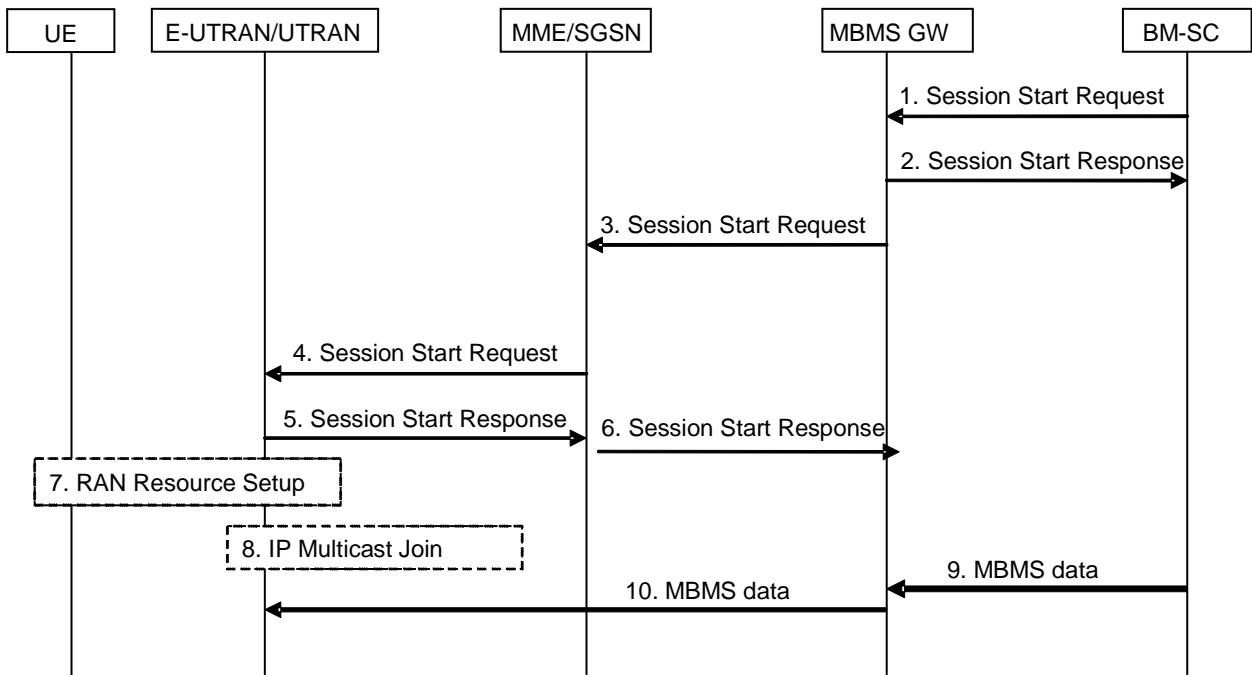 UE
E-UTRAN/UTRAN
MME/SGSN
MBMS GW
BM-SC
1. Session Start Request
2. Session Start Response
3. Session Start Request
4. Session Start Request
5. Session Start Response
6. Session Start Response
7. RAN Resource Setup
8. IP Multicast Join
9. MBMS data
10. MBMS data